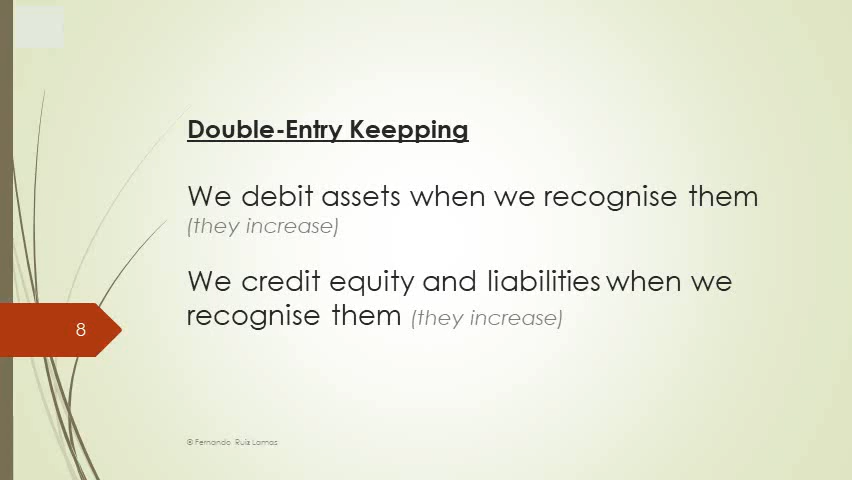 Double-Entry Keepping
We debit assets when we recognise them
(they increase)
We credit equity and liabilities when we
recognise them (they increase)
8
® Fernando Ruiz Lamas